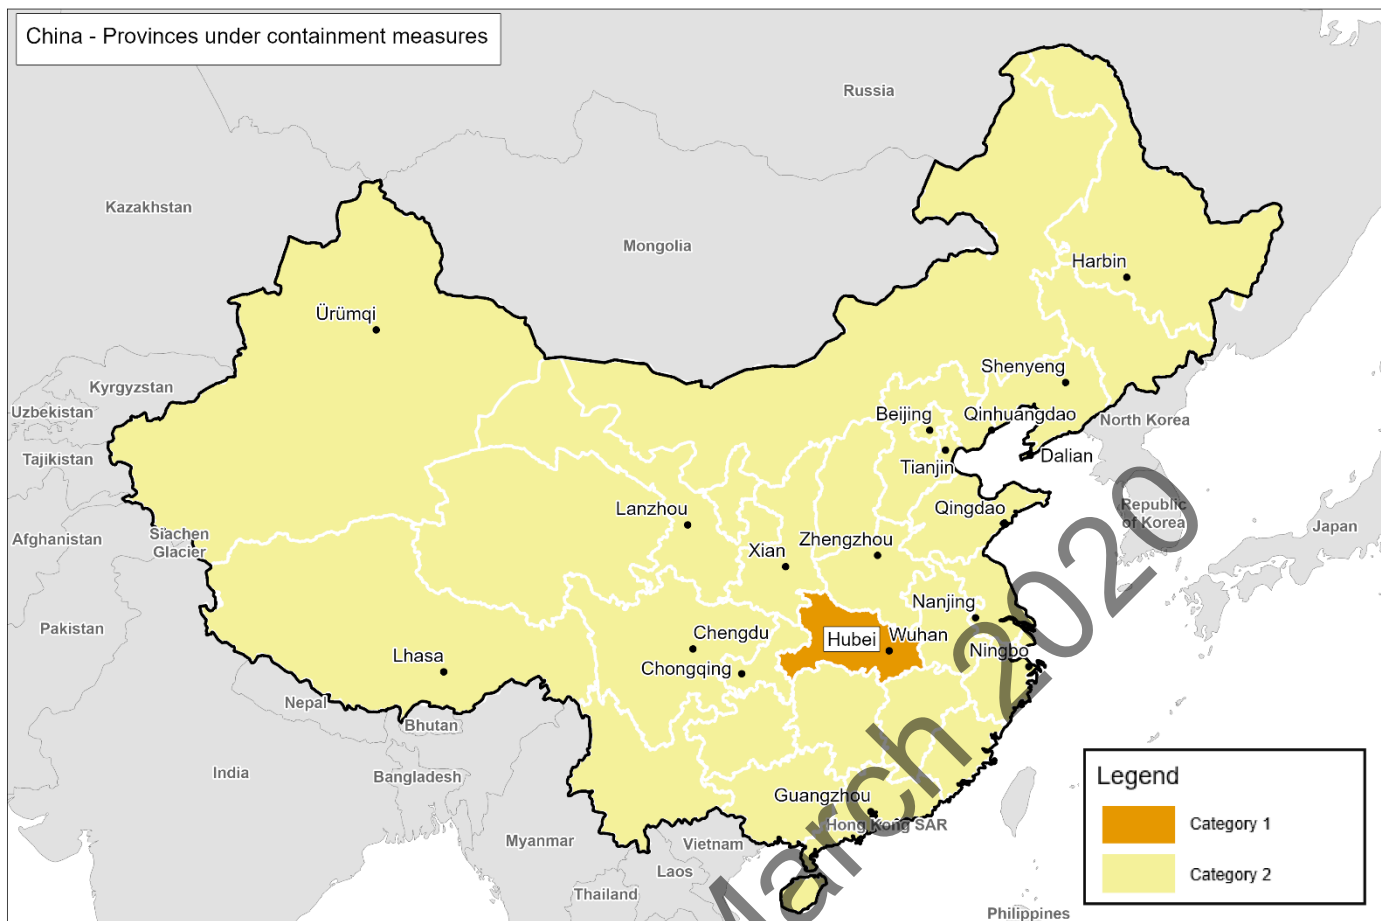 China - Provinces under containment measures
Russia
Kazakhstan
Mongolia
Harbin
Ürümqi
Shenyeng
Kyrgyzstan
Uzbekistan
Beijing
Qinhuangdao
North Korea
Tajikistan
Tianjin
Dalian
Lanzhou
Qingdao
Republic
of Korea
Japan
Afghanistan
Siachen
Glacier
Xian
Zhengzhou
Nanjing
Pakistan
Chengdu
Hubei
Wuhan
Lhasa
Chongqing
Ningbo
Nepal
Bhutan
India
Bangladesh
Legend
Guangzhou
Hong Kong SAR
Category 1
Myanmar
Vietnam
Laos
Category 2
Thailand
Philippines
March 2020